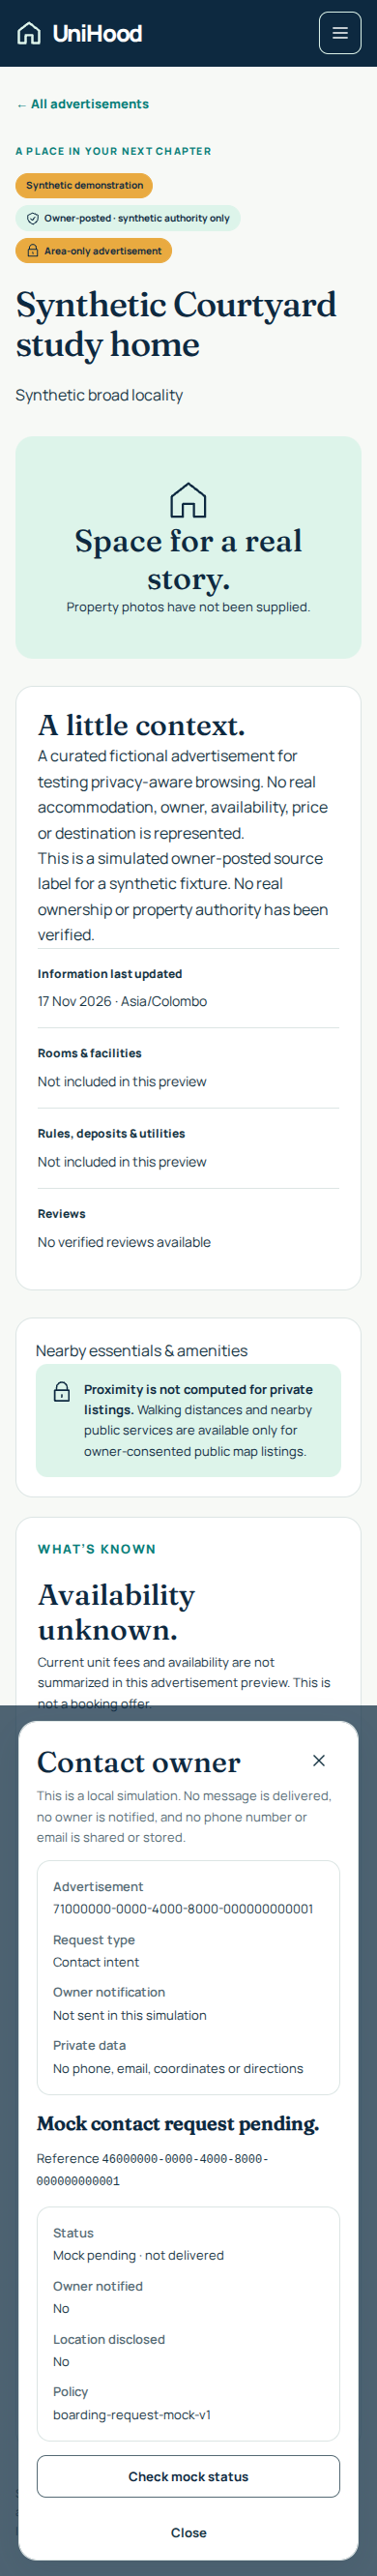 UniHood
← All advertisements
A PLACE IN YOUR NEXT CHAPTER
Synthetic demonstration
Owner-posted · synthetic authority only
Area-only advertisement
Synthetic Courtyard
study home
Synthetic broad locality
Space for a real
story.
Property photos have not been supplied.
A little context.
A curated fictional advertisement for
testing privacy-aware browsing. No real
accommodation, owner, availability, price
or destination is represented.
This is a simulated owner-posted source
label for a synthetic fixture. No real
ownership or property authority has been
verified.
Information last updated
17 Nov 2026 · Asia/Colombo
Rooms & facilities
Not included in this preview
Rules, deposits & utilities
Not included in this preview
Reviews
No verified reviews available
Nearby essentials & amenities
Proximity is not computed for private
listings. Walking distances and nearby
public services are available only for
owner-consented public map listings.
WHAT'S KNOWN
Availability
unknown.
Current unit fees and availability are not
summarized in this advertisement preview. This is
not a booking offer.
Contact owner
This is a local simulation. No message is delivered,
no owner is notified, and no phone number or
email is shared or stored.
Advertisement
71000000-0000-4000-8000-000000000001
Request type
Contact intent
Owner notification
Not sent in this simulation
Private data
No phone, email, coordinates or directions
Mock contact request pending.
Reference 46000000-0000-4000-8000-
000000000001
Status
Mock pending · not delivered
Owner notified
No
Location disclosed
No
Policy
boarding-request-mock-v1
Check mock status
Close